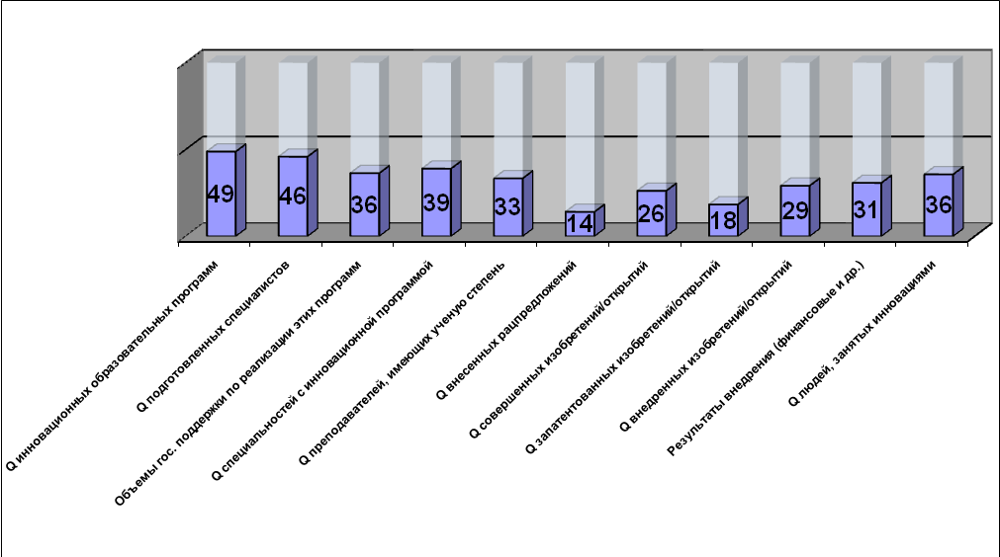 49
46
36
39
33
14
26
18
29
31
36
Q инновационных образовательных программ
Q подготовленных специалистов
Объемы гос. поддержки по реализации этих программ
Q специальностей с инновационной программой
Q преподавателей, имеющих ученую степень
Q внесенных рацпредложений
Q совершенных изобретений/открытий
Q запатентованных изобретений/открытий
Q внедренных изобретений/открытий
Результаты внедрения (финансовые и др.)
Q людей, занятых инновациями